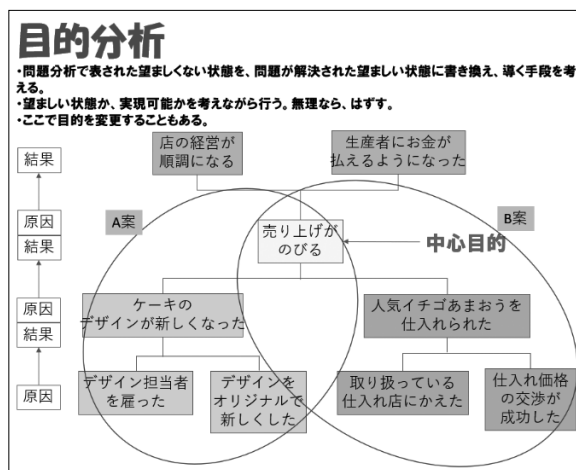 目的分析
・問題分析で表された望ましくない状態を、問題が解決された望ましい状態に書き換え、導く手段を考
える。
・望ましい状態か、実現可能かを考えながら行う。無理なら、はずす。
・ここで目的を変更することもある。
結果
店の経営が
順調になる
生産者にお金が
払えるようになった
原因
結果
A案
売り上げが
のびる
中心目的
B案
原因
結果
ケーキの
デザインが新しくなった
人気イチゴあまおうを
仕入れられた
原因
デザイン担当者
を雇った
デザインを
オリジナルで
新しくした
取り扱っている
仕入れ店にかえた
仕入れ価格
の交渉が
成功した